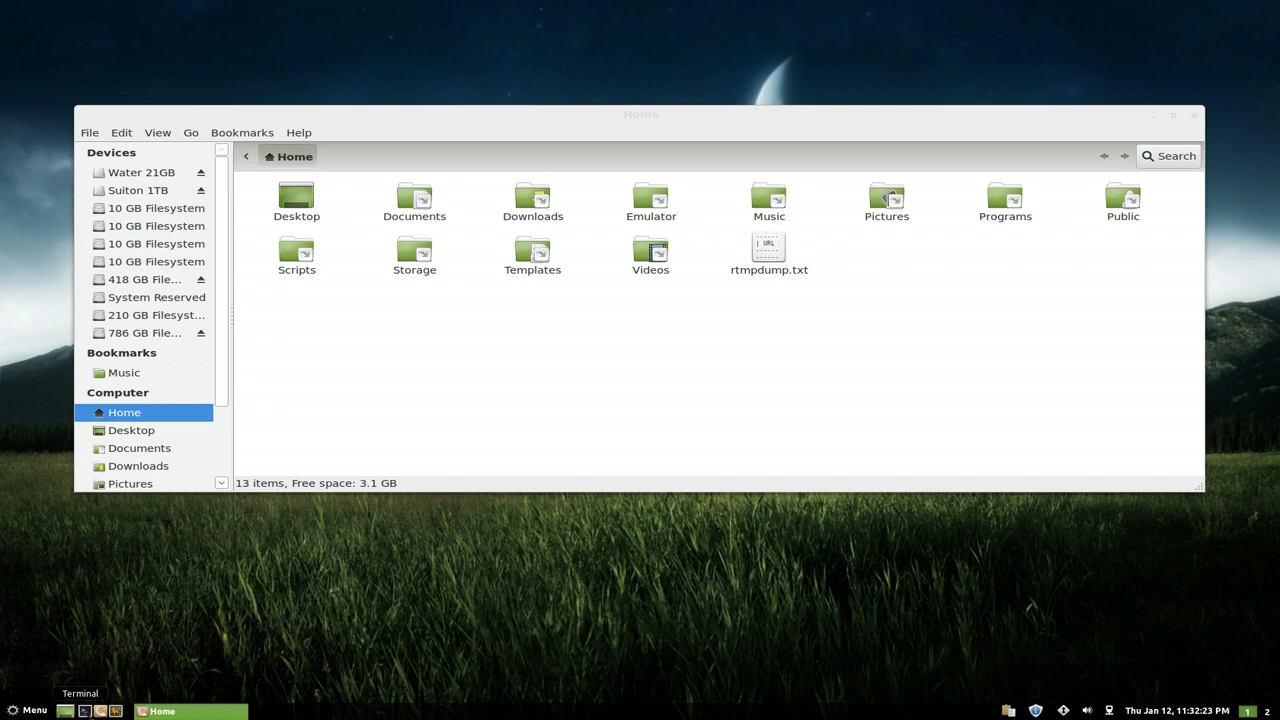 Home
File Edit View Go Bookmarks Help
Devices
Home
Search
Water 21GB
Suiton 1TB
10 GB Filesystem
10 GB Filesystem
10 GB Filesystem
10 GB Filesystem
418 GB File...
System Reserved
210 GB Filesyst...
786 GB File...
Bookmarks
Music
Computer
Home
Desktop
Documents
Downloads
Pictures
Desktop Documents Downloads Emulator Music Pictures Programs Public
URL
Scripts Storage Templates Videos rtmpdump.txt
13 items, Free space: 3.1 GB
Terminal
Menu Home Thu Jan 12, 11:32:23 PM 1 2